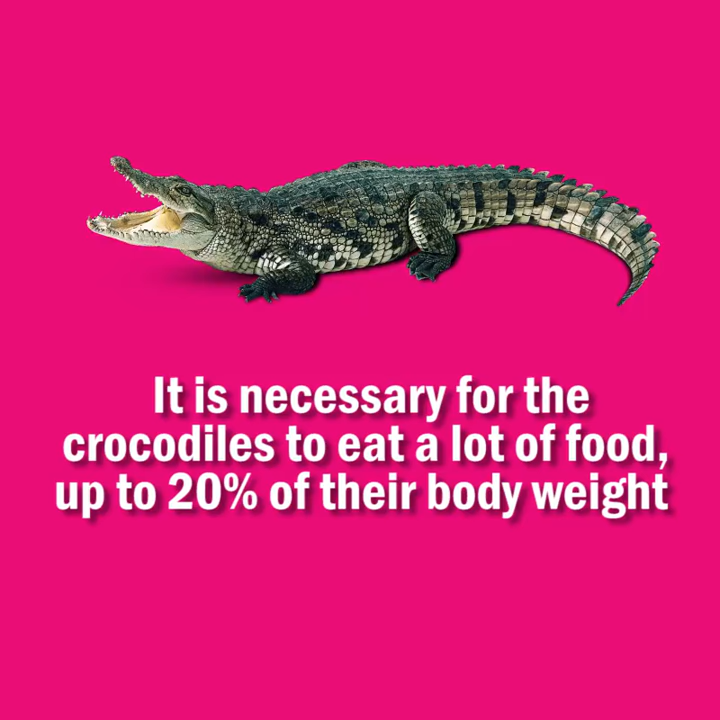 It is necessary for the
crocodiles to eat a lot of food,
up to 20% of their body weight